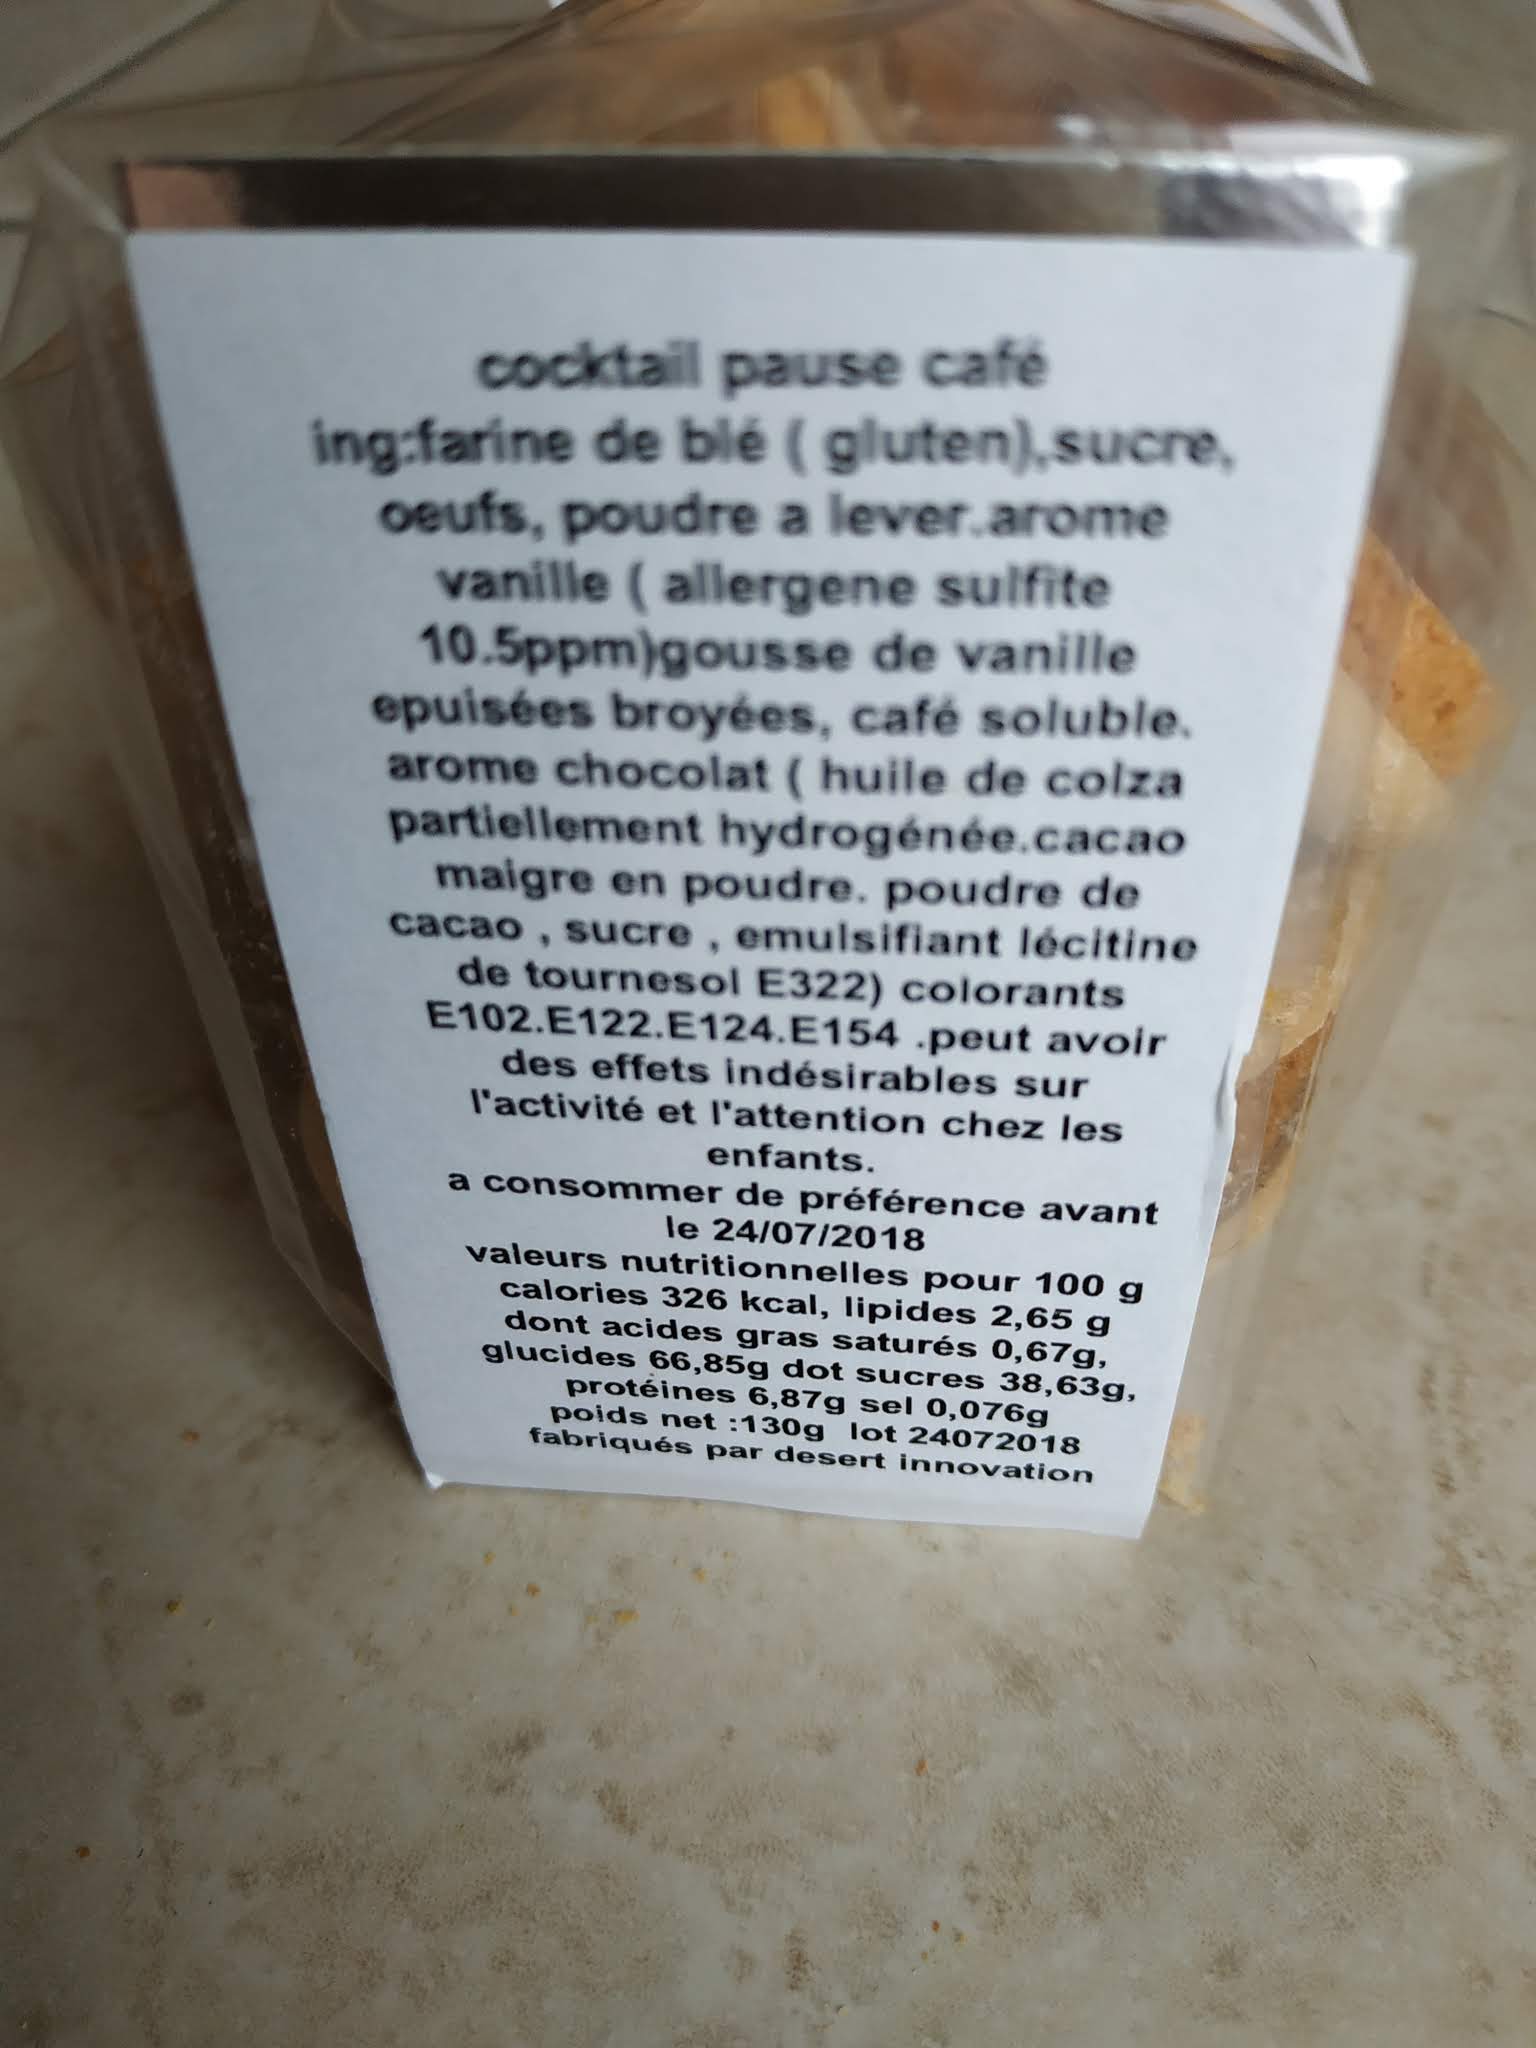 cocktail pause café
ing:farine de blé ( gluten),sucre,
oeufs, poudre a lever.arome
vanille ( allergene sulfite
10.5ppm)gousse de vanille
epuisées broyées, café soluble.
arome chocolat ( huile de colza
partiellement hydrogénée.cacao
maigre en poudre. poudre de
cacao , sucre , emulsifiant lécitine
de tournesol E322) colorants
E102.E122.E124.E154 .peut avoir
des effets indésirables sur
l'activité et l'attention chez les
enfants.
a consommer de préférence avant
le 24/07/2018
valeurs nutritionnelles pour 100 g
calories 326 kcal, lipides 2,65 g
dont acides gras saturés 0,67g,
glucides 66,85g dot sucres 38,63g,
protéines 6,87g sel 0,076g
poids net :130g lot 24072018
fabriqués par desert innovation